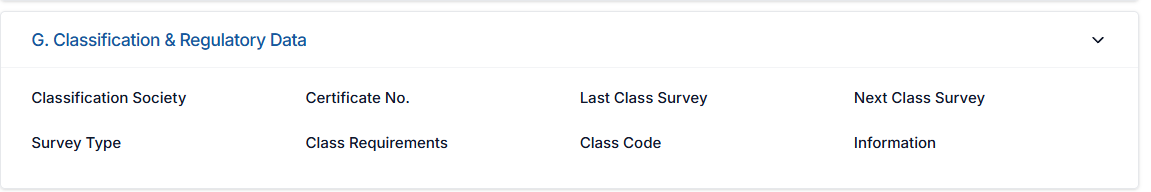 G. Classification & Regulatory Data
Classification Society Certificate No. Last Class Survey Next Class Survey
Survey Type Class Requirements Class Code Information